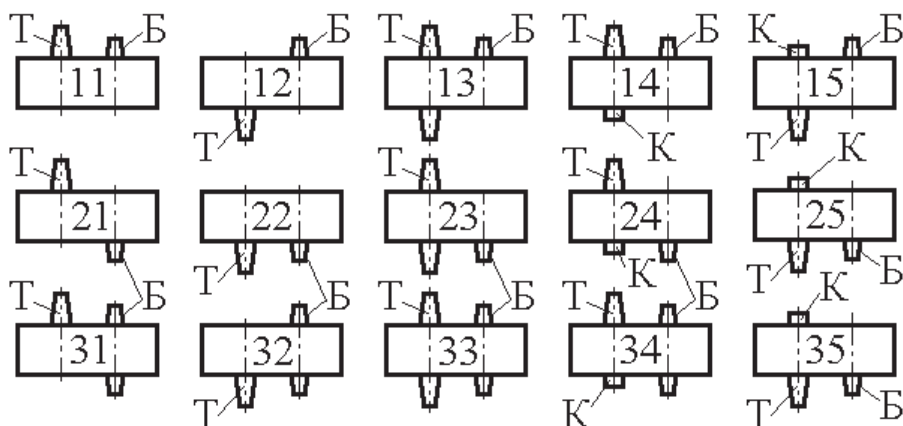 Т Б Б Т Б Т Б К Б
11 12 13 14 15
Т К Т
Т Т Т К
21 22 23 24 25
Т К Т Б
Т Б Б Т Б Т Б К
31 32 33 34 35
Т К Т Б